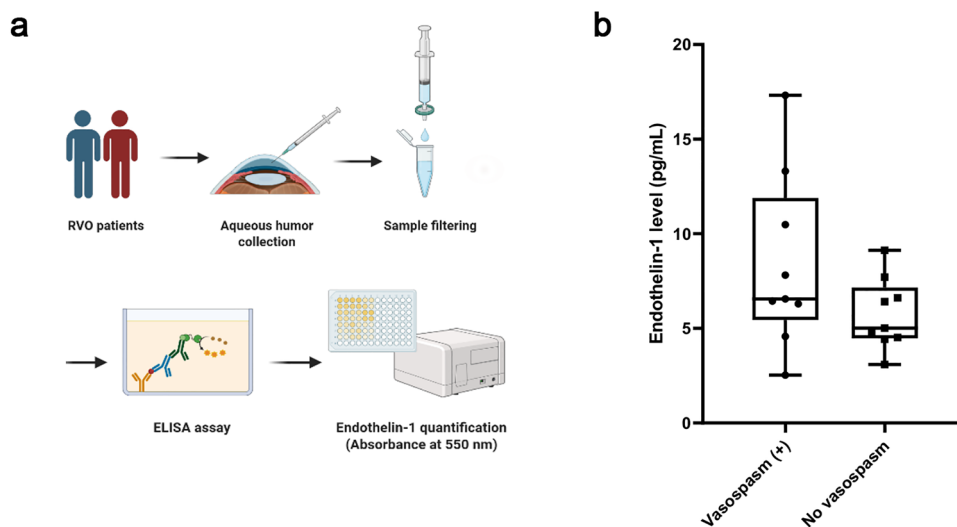 a
RVO patients
Aqueous humor
collection
Sample filtering
ELISA assay
Endothelin-1 quantification
(Absorbance at 550 nm)
b
Endothelin-1 level (pg/mL)
20
15
10
5
0
Vasospasm (+)
No vasospasm